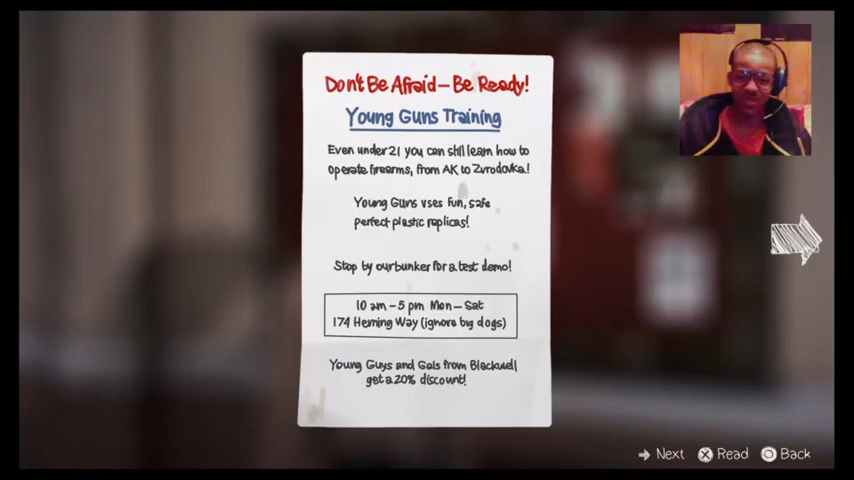 Don't Be Afraid – Be Ready!
Young Guns Training
Even under 21 you can still learn how to
operate firearms, from AK to Zvrodovka!
Young Guns uses fun, safe
perfect plastic replicas!
Stop by our bunker for a test demo!
10 am – 5 pm Mon – Sat
174 Heming Way (ignore big dogs)
Young Guys and Gals from Blackwell
get a 20% discount!
Next Read Back